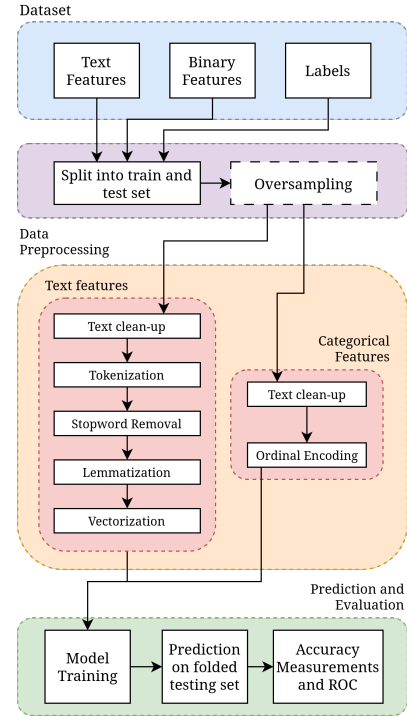 Dataset
Text
Features
Binary
Features
Labels
Split into train and
test set
Oversampling
Data
Preprocessing
Text features
Text clean-up
Tokenization
Stopword Removal
Lemmatization
Vectorization
Categorical
Features
Text clean-up
Ordinal Encoding
Prediction and
Evaluation
Model
Training
Prediction
on folded
testing set
Accuracy
Measurements
and ROC